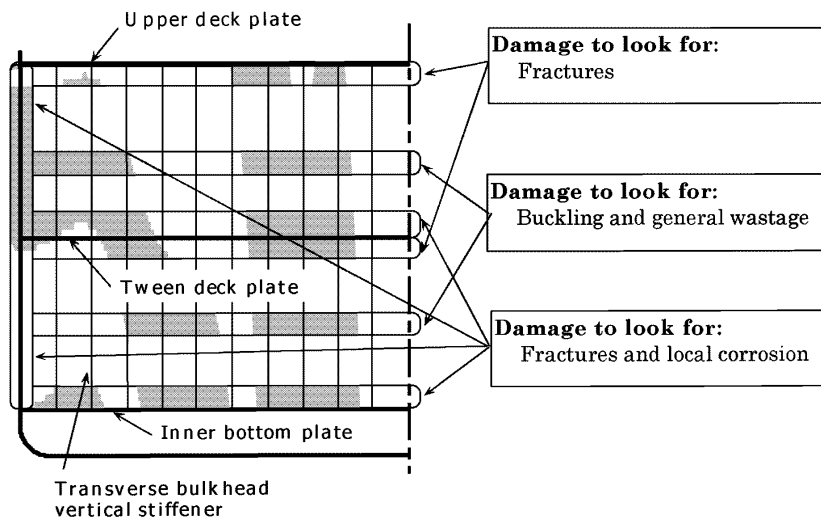 Upper deck plate
Damage to look for:
Fractures
Damage to look for:
Buckling and general wastage
Tween deck plate
Damage to look for:
Fractures and local corrosion
Inner bottom plate
Transverse bulkhead
vertical stiffener